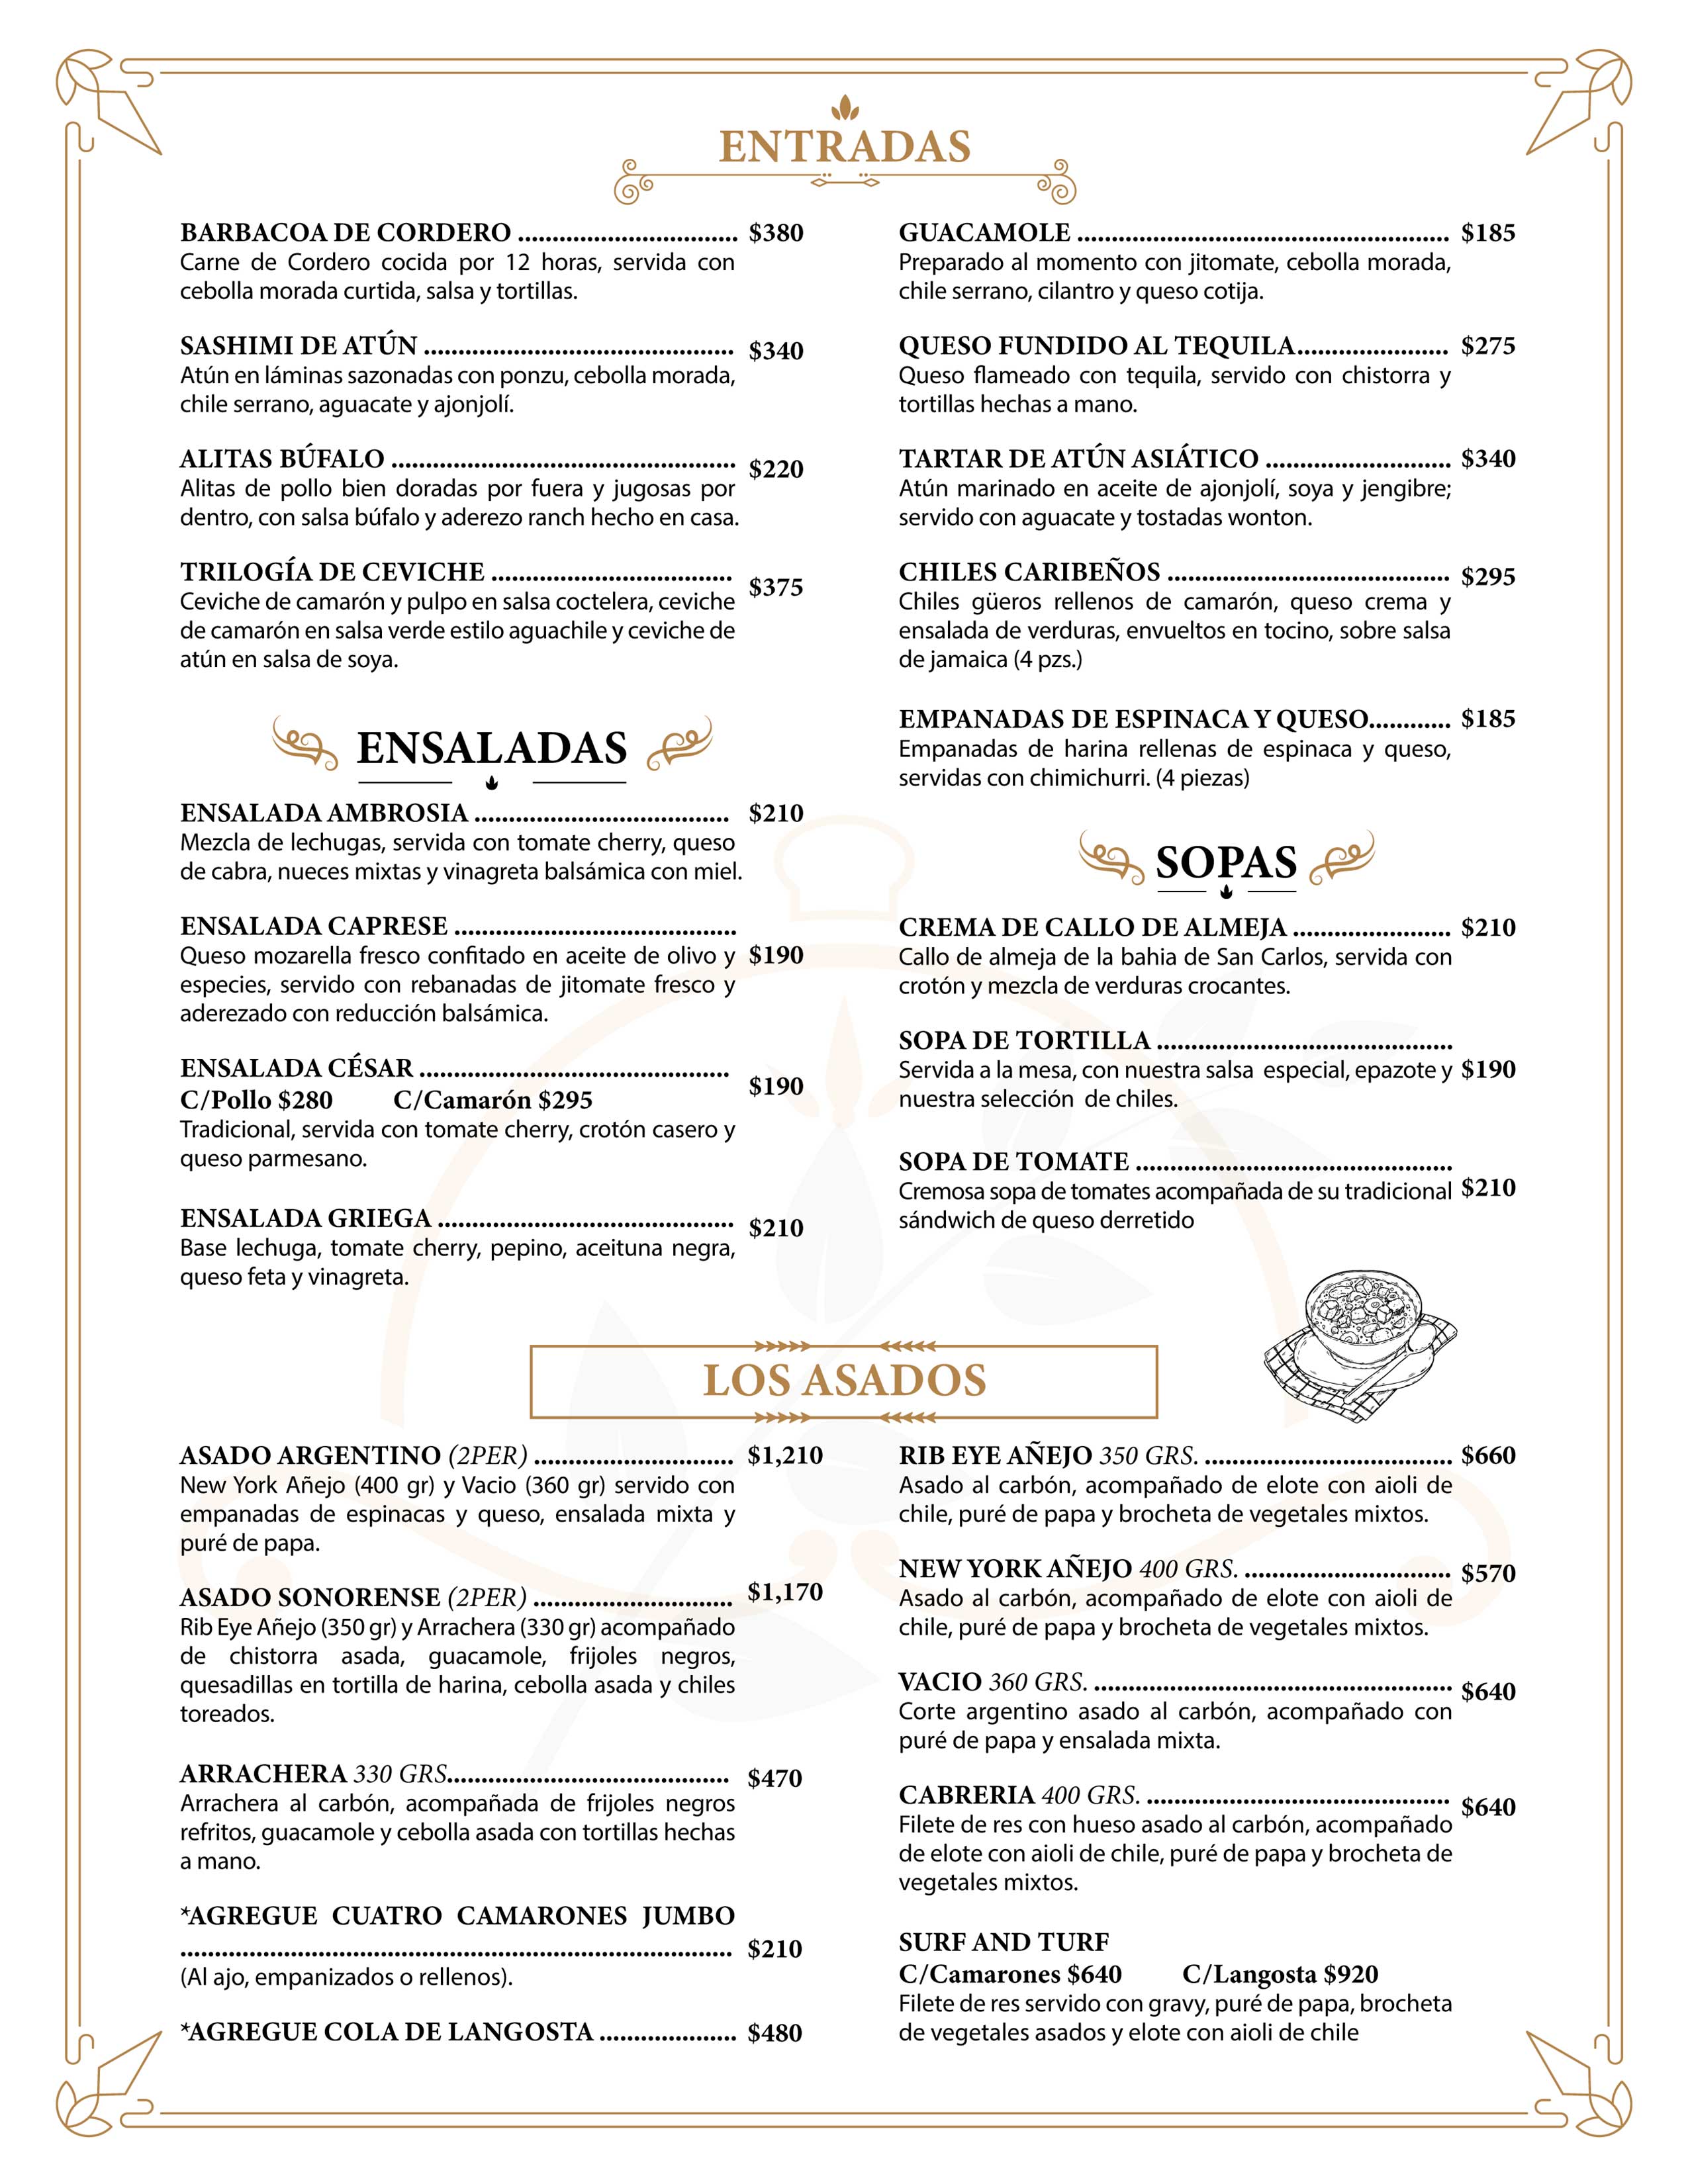 ENTRADAS
BARBACOA DE CORDERO ................................ $380
Carne de Cordero cocida por 12 horas, servida con
cebolla morada curtida, salsa y tortillas.
SASHIMI DE ATÚN ............................................. $340
Atún en láminas sazonadas con ponzu, cebolla morada,
chile serrano, aguacate y ajonjolí.
ALITAS BÚFALO .................................................. $220
Alitas de pollo bien doradas por fuera y jugosas por
dentro, con salsa búfalo y aderezo ranch hecho en casa.
TRILOGÍA DE CEVICHE ................................... $375
Ceviche de camarón y pulpo en salsa coctelera, ceviche
de camarón en salsa verde estilo aguachile y ceviche de
atún en salsa de soya.
ENSALADAS
ENSALADA AMBROSIA ..................................... $210
Mezcla de lechugas, servida con tomate cherry, queso
de cabra, nueces mixtas y vinagreta balsámica con miel.
ENSALADA CAPRESE .........................................
Queso mozarella fresco confitado en aceite de olivo y $190
especies, servido con rebanadas de jitomate fresco y
aderezado con reducción balsámica.
ENSALADA CÉSAR ............................................. $190
C/Pollo $280 C/Camarón $295
Tradicional, servida con tomate cherry, crotón casero y
queso parmesano.
ENSALADA GRIEGA ........................................... $210
Base lechuga, tomate cherry, pepino, aceituna negra,
queso feta y vinagreta.
GUACAMOLE ...................................................... $185
Preparado al momento con jitomate, cebolla morada,
chile serrano, cilantro y queso cotija.
QUESO FUNDIDO AL TEQUILA...................... $275
Queso flameado con tequila, servido con chistorra y
tortillas hechas a mano.
TARTAR DE ATÚN ASIÁTICO ........................... $340
Atún marinado en aceite de ajonjolí, soya y jengibre;
servido con aguacate y tostadas wonton.
CHILES CARIBEÑOS ......................................... $295
Chiles güeros rellenos de camarón, queso crema y
ensalada de verduras, envueltos en tocino, sobre salsa
de jamaica (4 pzs.)
EMPANADAS DE ESPINACA Y QUESO............ $185
Empanadas de harina rellenas de espinaca y queso,
servidas con chimichurri. (4 piezas)
SOPAS
CREMA DE CALLO DE ALMEJA ....................... $210
Callo de almeja de la bahia de San Carlos, servida con
crotón y mezcla de verduras crocantes.
SOPA DE TORTILLA ...........................................
Servida a la mesa, con nuestra salsa especial, epazote y $190
nuestra selección de chiles.
SOPA DE TOMATE ..............................................
Cremosa sopa de tomates acompañada de su tradicional $210
sándwich de queso derretido
LOS ASADOS
ASADO ARGENTINO (2PER) ............................. $1,210
New York Añejo (400 gr) y Vacio (360 gr) servido con
empanadas de espinacas y queso, ensalada mixta y
puré de papa.
ASADO SONORENSE (2PER) ............................. $1,170
Rib Eye Añejo (350 gr) y Arrachera (330 gr) acompañado
de chistorra asada, guacamole, frijoles negros,
quesadillas en tortilla de harina, cebolla asada y chiles
toreados.
ARRACHERA 330 GRS......................................... $470
Arrachera al carbón, acompañada de frijoles negros
refritos, guacamole y cebolla asada con tortillas hechas
a mano.
*AGREGUE CUATRO CAMARONES JUMBO
................................................................................ $210
(Al ajo, empanizados o rellenos).
*AGREGUE COLA DE LANGOSTA .................... $480
RIB EYE AÑEJO 350 GRS. .................................... $660
Asado al carbón, acompañado de elote con aioli de
chile, puré de papa y brocheta de vegetales mixtos.
NEW YORK AÑEJO 400 GRS. .............................. $570
Asado al carbón, acompañado de elote con aioli de
chile, puré de papa y brocheta de vegetales mixtos.
VACIO 360 GRS. .................................................... $640
Corte argentino asado al carbón, acompañado con
puré de papa y ensalada mixta.
CABRERIA 400 GRS. ............................................ $640
Filete de res con hueso asado al carbón, acompañado
de elote con aioli de chile, puré de papa y brocheta de
vegetales mixtos.
SURF AND TURF
C/Camarones $640 C/Langosta $920
Filete de res servido con gravy, puré de papa, brocheta
de vegetales asados y elote con aioli de chile